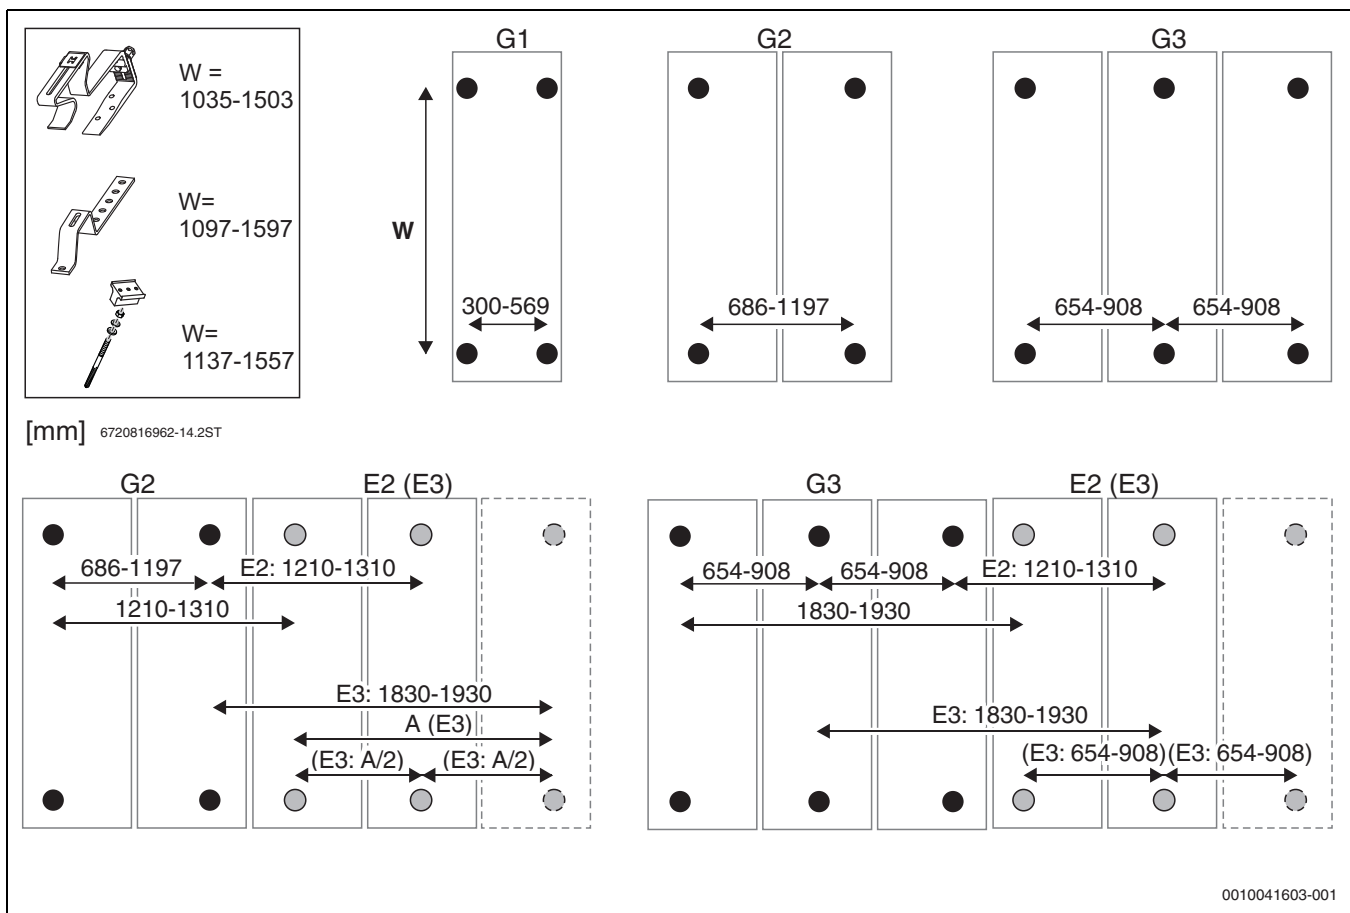 G1
G2
G3
W =
1035-1503
W=
1097-1597
W=
1137-1557
W
300-569
686-1197
654-908
654-908
[mm] 6720816962-14.2ST
G2
E2 (E3)
686-1197
E2: 1210-1310
1210-1310
E3: 1830-1930
A (E3)
(E3: A/2)
(E3: A/2)
G3
E2 (E3)
654-908
654-908
E2: 1210-1310
1830-1930
E3: 1830-1930
(E3: 654-908)
(E3: 654-908)
0010041603-001